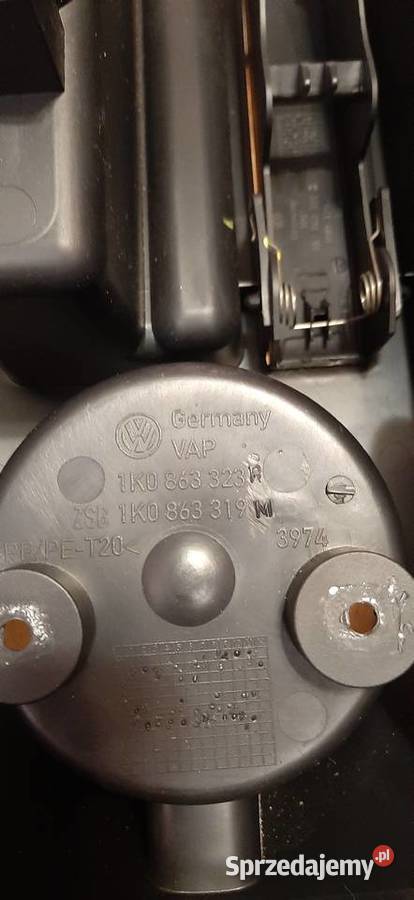 Germany
VAP
1K0 863 323 A
ZSB 1K0 863 319 M
PP/PE-T20<
3974
Sprzedajemy.pl